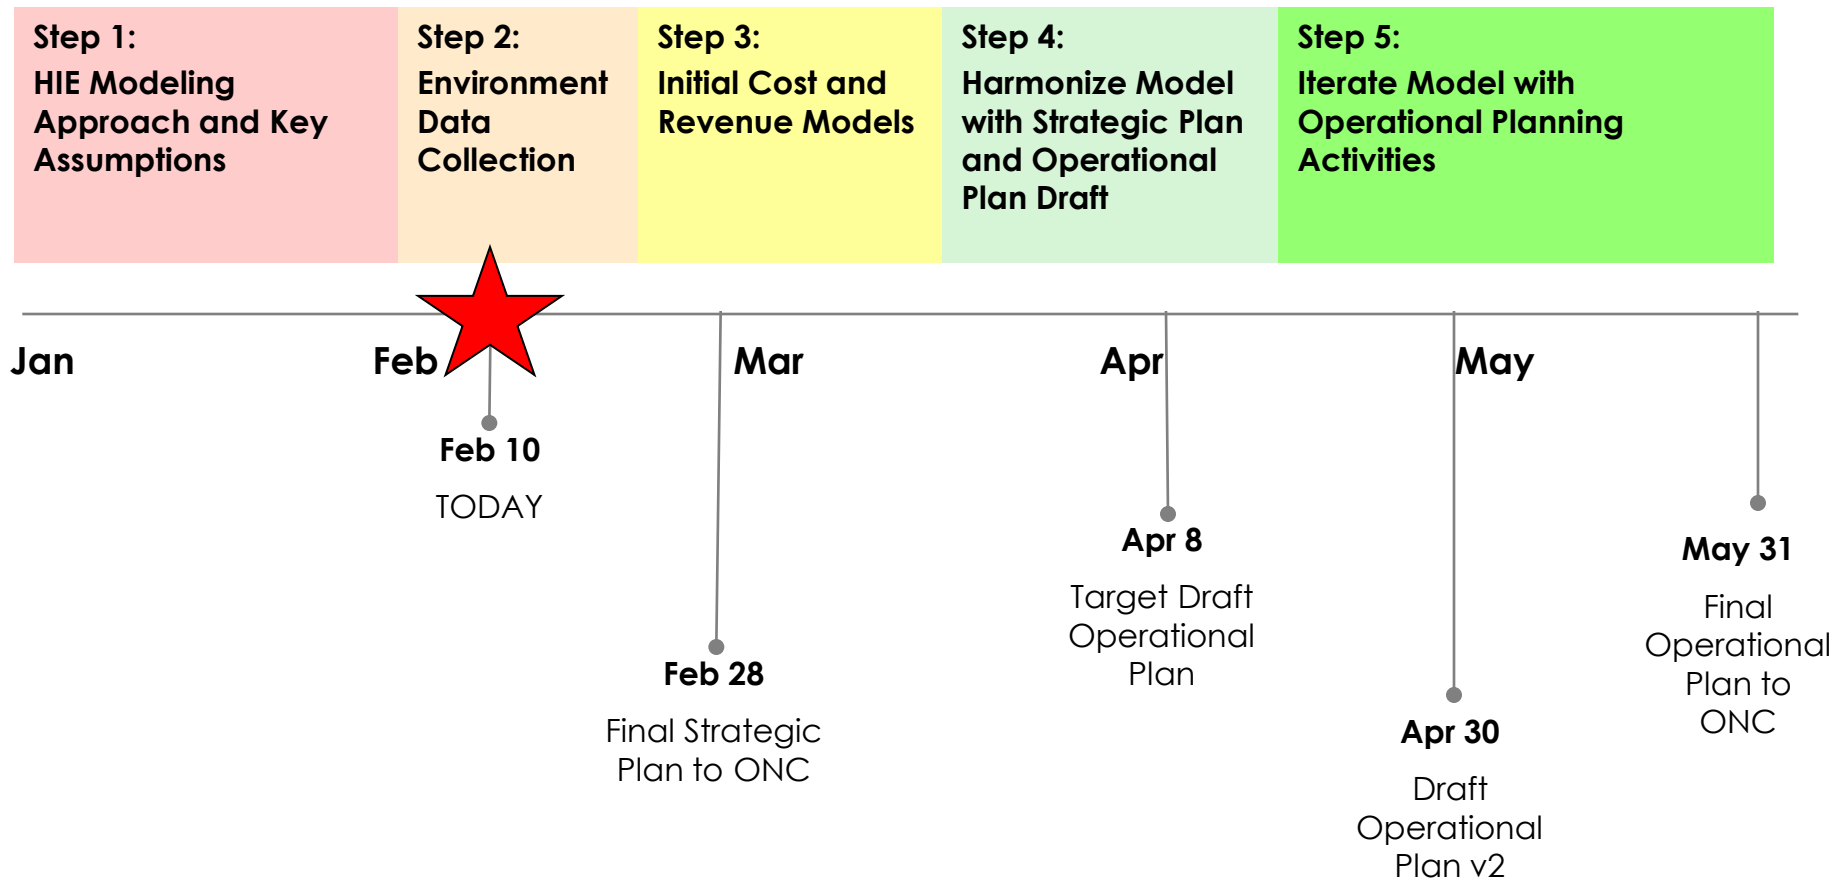 Step 1:
HIE Modeling
Approach and Key
Assumptions
Step 2:
Environment
Data
Collection
Step 3:
Initial Cost and
Revenue Models
Step 4:
Harmonize Model
with Strategic Plan
and Operational
Plan Draft
Step 5:
Iterate Model with
Operational Planning
Activities
Jan
Feb
Mar
Apr
May
Feb 10
TODAY
Feb 28
Final Strategic
Plan to ONC
Apr 8
Target Draft
Operational
Plan
Apr 30
Draft
Operational
Plan v2
May 31
Final
Operational
Plan to
ONC